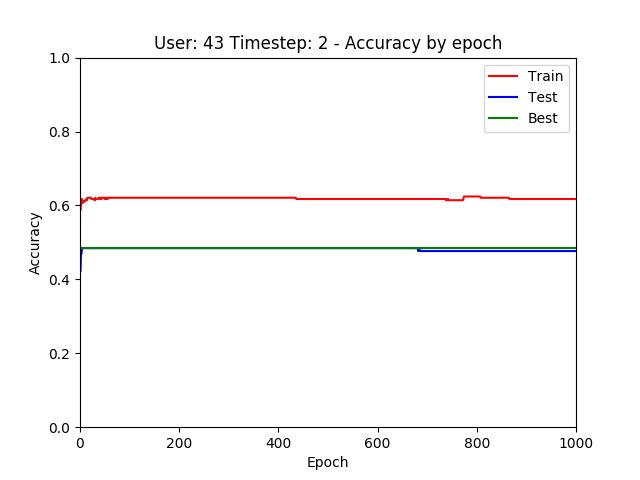 User: 43 Timestep: 2 - Accuracy by epoch
1.0
0.8
0.6
0.4
0.2
0.0
Accuracy
Train
Test
Best
0 200 400 600 800 1000
Epoch